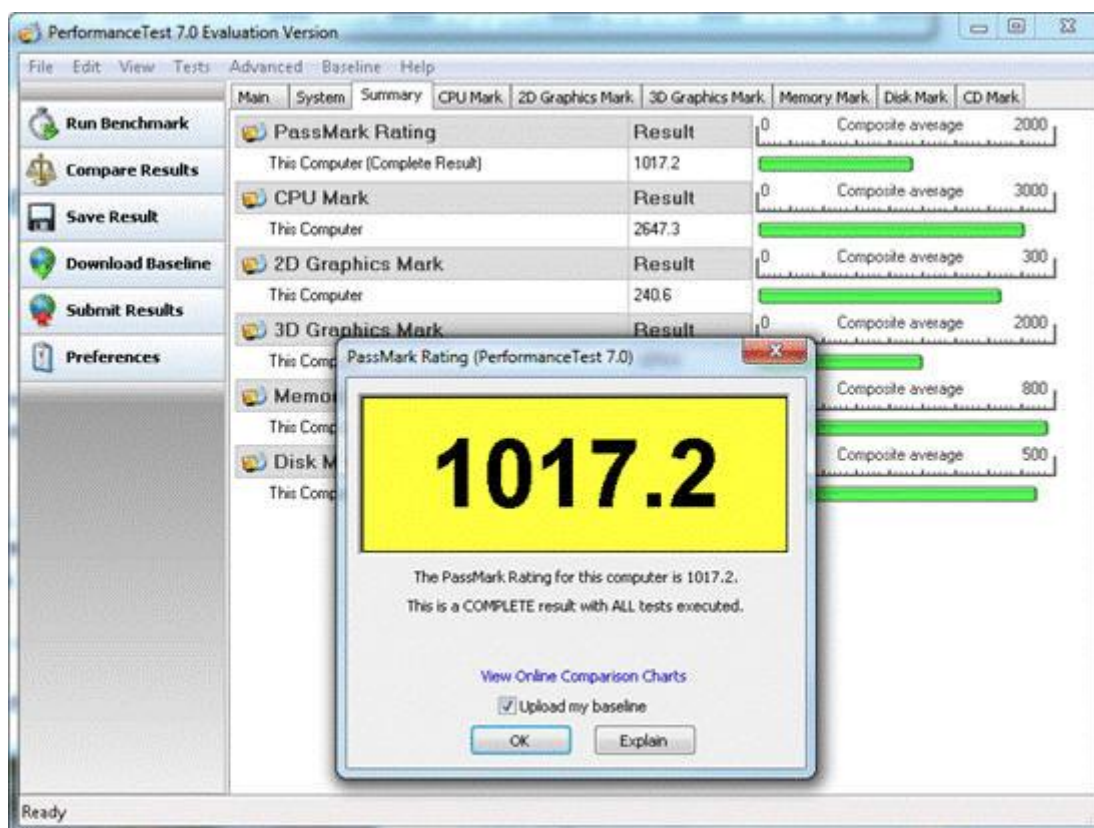 PerformanceTest 7.0 Evaluation Version
File Edit View Tests Advanced Baseline Help
Main System Summary CPU Mark 2D Graphics Mark 3D Graphics Mark Memory Mark Disk Mark CD Mark
Run Benchmark
Compare Results
Save Result
Download Baseline
Submit Results
Preferences
PassMark Rating Result 0 Composite average 2000
This Computer (Complete Result) 1017.2
CPU Mark Result 0 Composite average 3000
This Computer 2647.3
2D Graphics Mark Result 0 Composite average 300
This Computer 240.6
3D Graphics Mark Result 0 Composite average 2000
This Comp
Memo Composite average 800
This Comp
Disk M Composite average 500
This Comp
PassMark Rating (PerformanceTest 7.0)
1017.2
The PassMark Rating for this computer is 1017.2.
This is a COMPLETE result with ALL tests executed.
View Online Comparison Charts
Upload my baseline
OK Explain
Ready